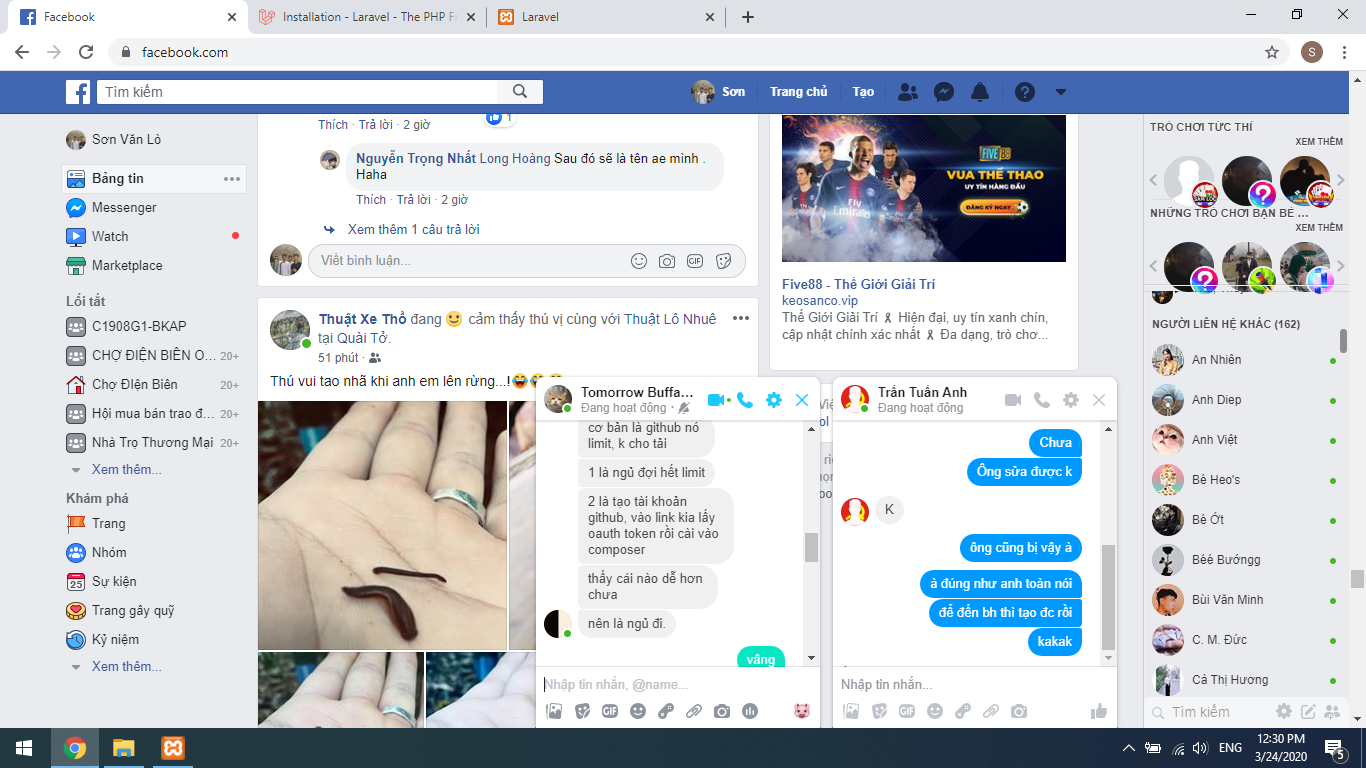 Facebook
Installation - Laravel - The PHP Fr
Laravel
facebook.com
S
Tìm kiếm
Sơn
Trang chủ
Tạo
Sơn Văn Lò
Bảng tin
Messenger
Watch
Marketplace
Lối tắt
C1908G1-BKAP
CHỢ ĐIỆN BIÊN O... 20+
Chợ ĐIện Biên 20+
Hội mua bán trao đ... 20+
Nhà Trọ Thương Mại 20+
Xem thêm...
Khám phá
Trang
Nhóm
Sự kiện
25
Trang gây quỹ
Kỷ niệm
Xem thêm...
Thích · Trả lời · 2 giờ
1
Nguyễn Trọng Nhất Long Hoàng Sau đó sẽ là tên ae mình .
Haha
Thích · Trả lời · 2 giờ
Xem thêm 1 câu trả lời
Viết bình luận...
GIF
Thuật Xe Thồ đang cảm thấy thú vị cùng với Thuật Lô Nhuê
tại Quài Tở.
51 phút ·
Thú vui tao nhã khi anh em lên rừng...!
FIVE88
VUA THỂ THAO
UY TÍN HÀNG ĐẦU
ĐĂNG KÝ NGAY
Fly Emirates
Five88 - Thế Giới Giải Trí
keosanco.vip
Thế Giới Giải Trí Hiện đại, uy tín xanh chín,
cập nhật chính xác nhất Đa dạng, trò chơ...
Tomorrow Buffa...
Đang hoạt động ·
cơ bản là github nó
limit, k cho tải
1 là ngủ đợi hết limit
2 là tạo tài khoản
github, vào link kia lấy
oauth token rồi cài vào
composer
thấy cái nào dễ hơn
chưa
nên là ngủ đi.
vâng
Nhập tin nhắn, @name...
GIF
Trần Tuấn Anh
Đang hoạt động
Chưa
Ông sửa được k
K
ông cũng bị vậy à
à đúng như anh toàn nói
để đến bh thì tạo đc rồi
kakak
Nhập tin nhắn...
GIF
TRÒ CHƠI TỨC THÌ
XEM THÊM
SAM LOC
NHỮNG TRÒ CHƠI BẠN BÈ ...
XEM THÊM
NGƯỜI LIÊN HỆ KHÁC (162)
An Nhiên
Anh Diep
Anh Việt
Bé Heo's
Bê Ớt
Béé Bướngg
Bùi Văn Minh
C. M. Đức
Cà Thị Hương
Tìm kiếm
ENG
12:30 PM
3/24/2020
5